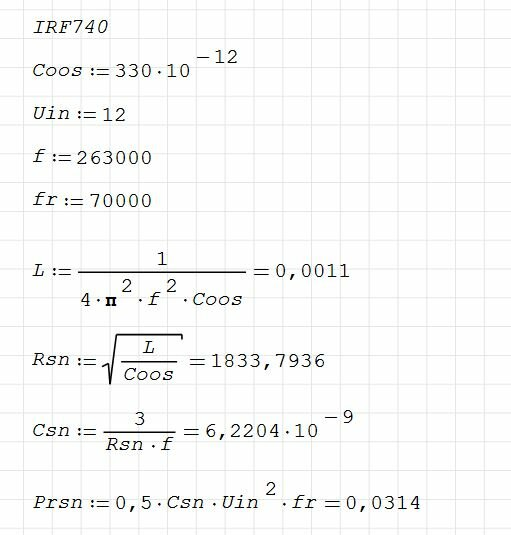 IRF740
Coos := 330·10^-12
Uin := 12
f := 263000
fr := 70000
L := 1 / (4·π^2·f^2·Coos) = 0,0011
Rsn := √(L / Coos) = 1833,7936
Csn := 3 / (Rsn·f) = 6,2204·10^-9
Prsn := 0,5·Csn·Uin^2·fr = 0,0314